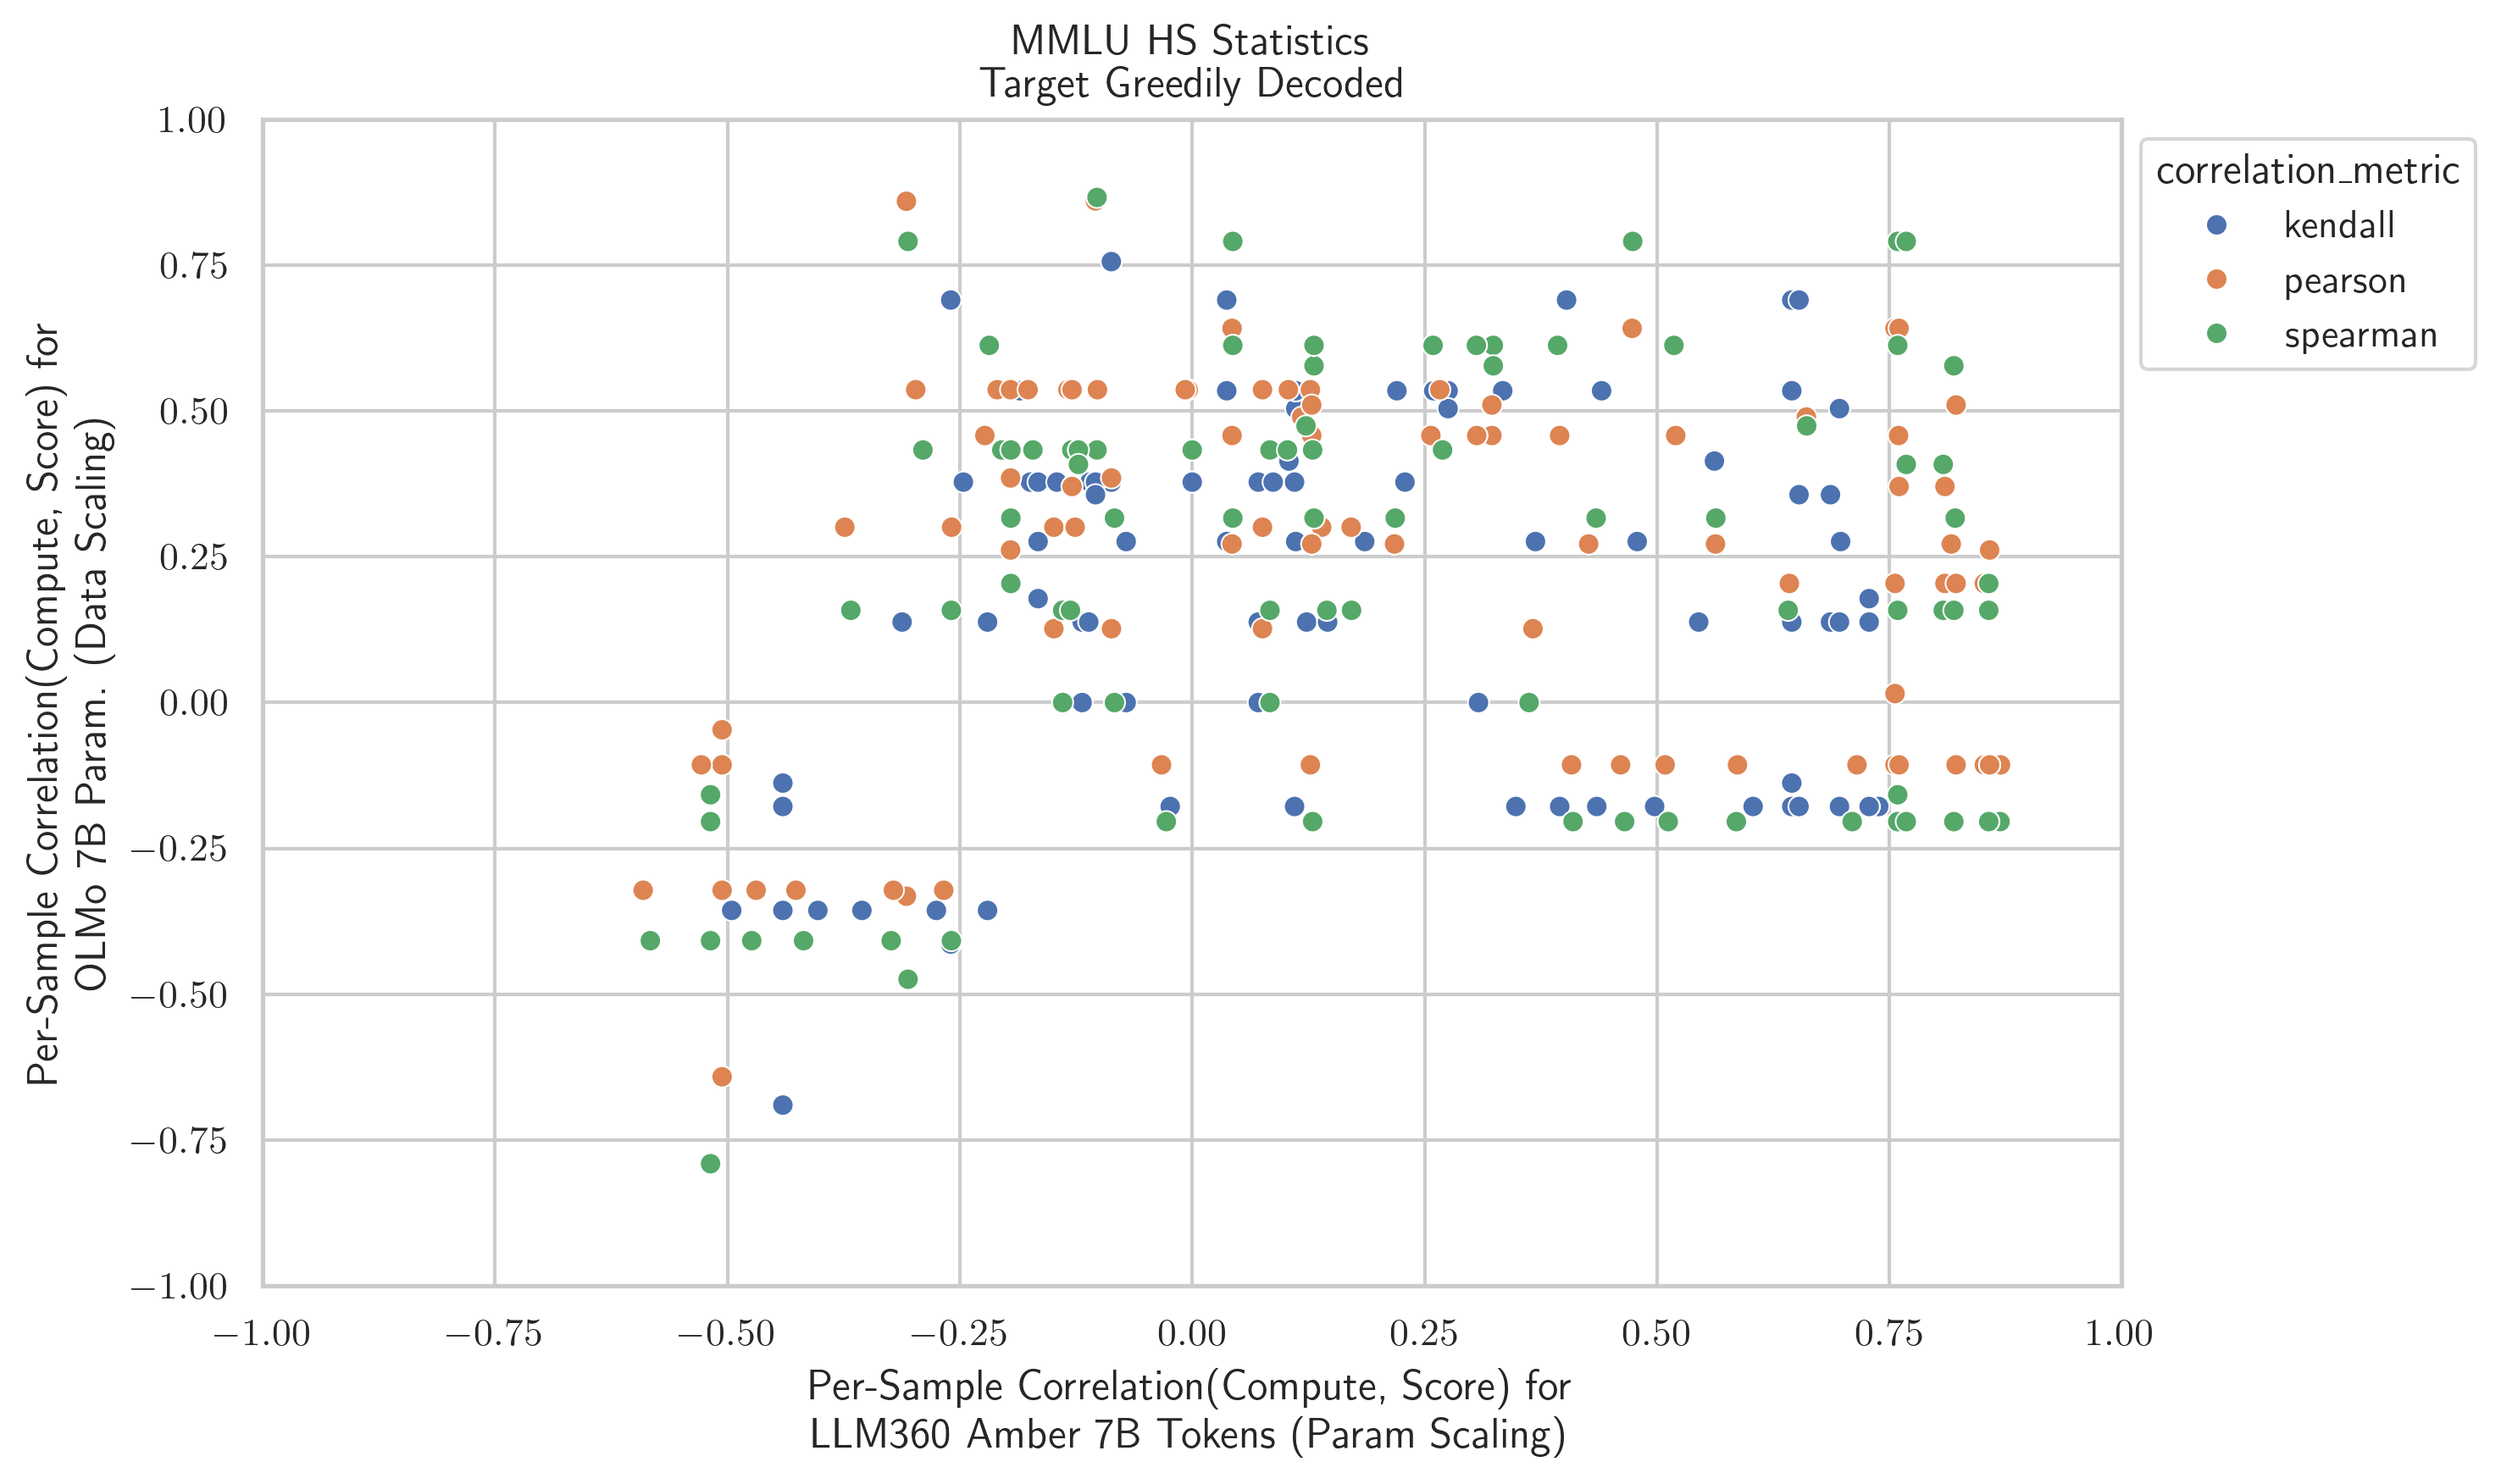 MMLU HS Statistics
Target Greedily Decoded
Per-Sample Correlation(Compute, Score) for
OLMo 7B Param. (Data Scaling)
1.00
0.75
0.50
0.25
0.00
−0.25
−0.50
−0.75
−1.00
−1.00 −0.75 −0.50 −0.25 0.00 0.25 0.50 0.75 1.00
Per-Sample Correlation(Compute, Score) for
LLM360 Amber 7B Tokens (Param Scaling)
correlation_metric
kendall
pearson
spearman